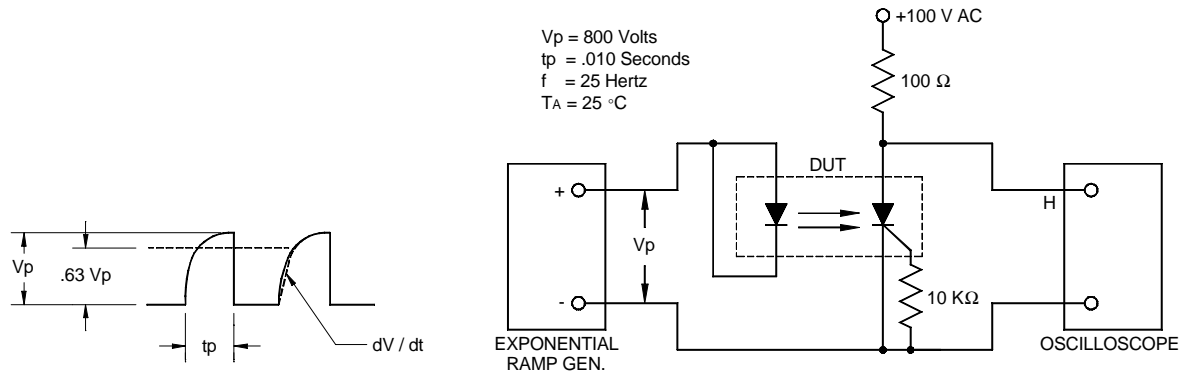 Vp = 800 Volts
tp = .010 Seconds
f = 25 Hertz
TA = 25 °C
+100 V AC
100 Ω
DUT
+
H
Vp
-
10 KΩ
EXPONENTIAL
RAMP GEN.
OSCILLOSCOPE
Vp
.63 Vp
tp
dV / dt